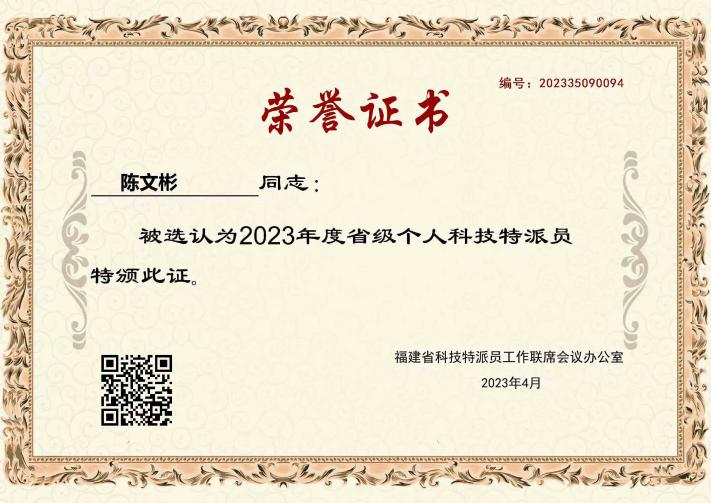 编号：202335090094
荣誉证书
陈文彬 同志：
被选认为2023年度省级个人科技特派员
特颁此证。
福建省科技特派员工作联席会议办公室
2023年4月